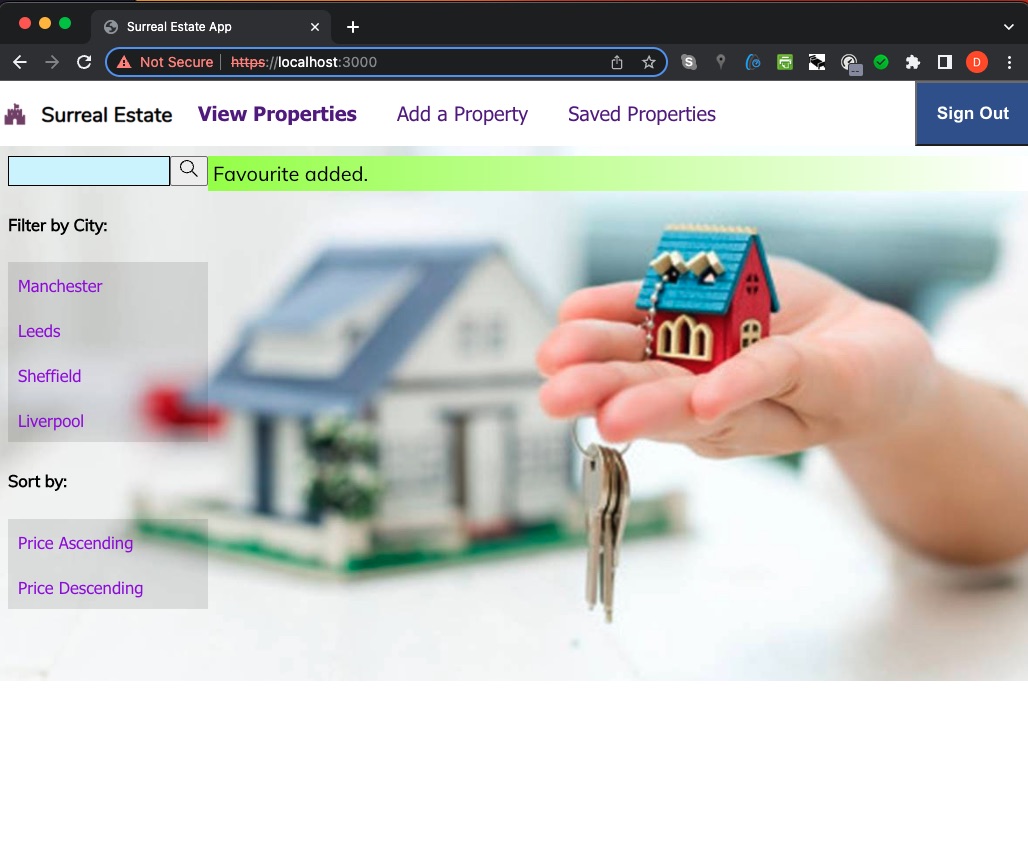 Surreal Estate App
Not Secure https://localhost:3000
S
D
Surreal Estate View Properties Add a Property Saved Properties Sign Out
Favourite added.
Filter by City:
Manchester
Leeds
Sheffield
Liverpool
Sort by:
Price Ascending
Price Descending